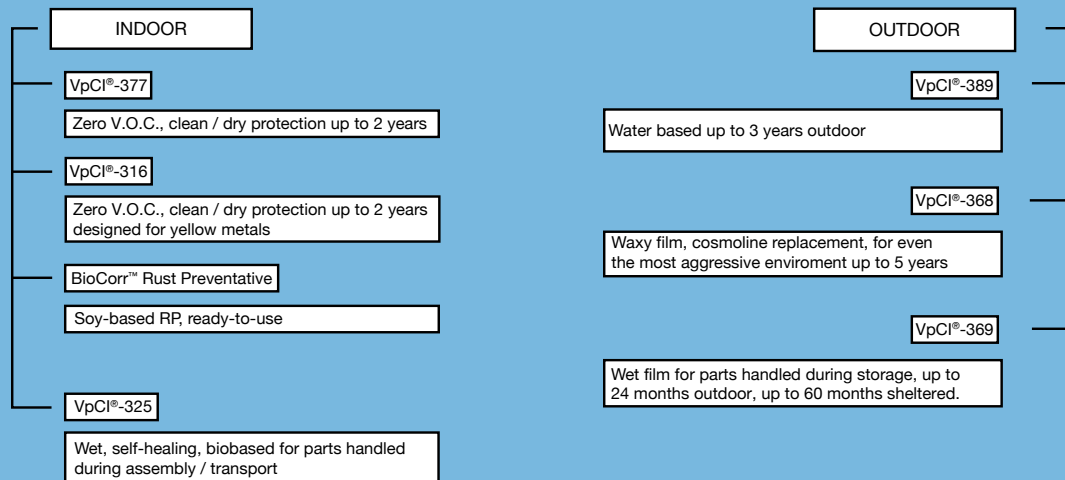 INDOOR
VpCI®-377
Zero V.O.C., clean / dry protection up to 2 years
VpCI®-316
Zero V.O.C., clean / dry protection up to 2 years
designed for yellow metals
BioCorr™ Rust Preventative
Soy-based RP, ready-to-use
VpCI®-325
Wet, self-healing, biobased for parts handled
during assembly / transport
OUTDOOR
VpCI®-389
Water based up to 3 years outdoor
VpCI®-368
Waxy film, cosmoline replacement, for even
the most aggressive enviroment up to 5 years
VpCI®-369
Wet film for parts handled during storage, up to
24 months outdoor, up to 60 months sheltered.